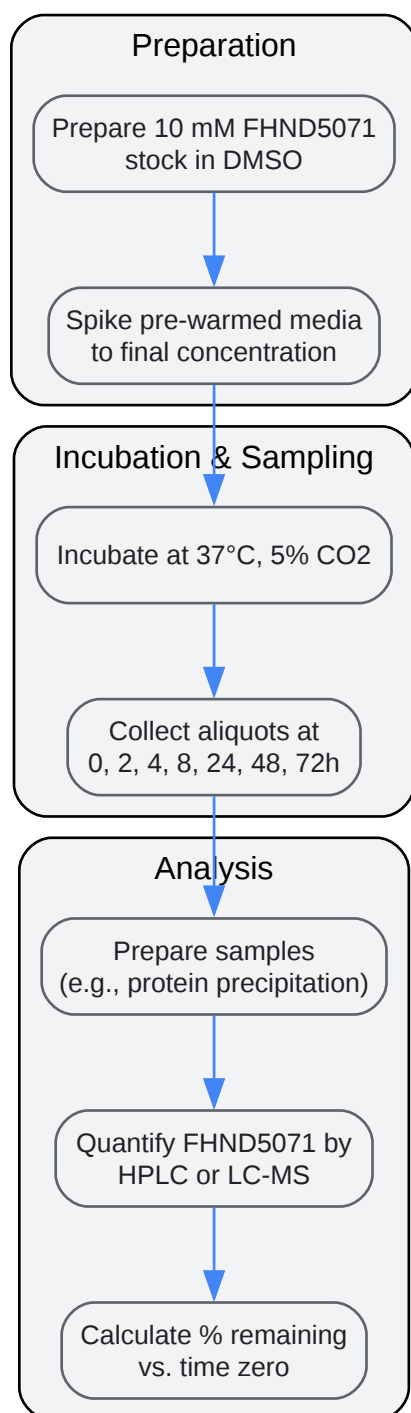 Preparation
Prepare 10 mM FHND5071
stock in DMSO
Spike pre-warmed media
to final concentration
Incubation & Sampling
Incubate at 37°C, 5% CO2
Collect aliquots at
0, 2, 4, 8, 24, 48, 72h
Analysis
Prepare samples
(e.g., protein precipitation)
Quantify FHND5071 by
HPLC or LC-MS
Calculate % remaining
vs. time zero